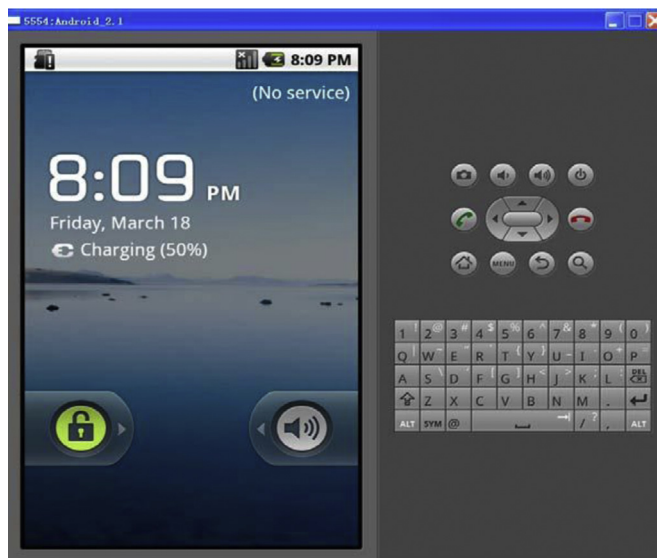 5554:Android_2.1
8:09 PM
(No service)
8:09 PM
Friday, March 18
Charging (50%)
MENU
1 ! 2 @ 3 # 4 $ 5 % 6 ^ 7 & 8 * 9 ( 0 )
Q | W ~ E " R ` T { Y } U - I O + P =
A S \ D ' F [ G ] H < J > K ; L : DEL
Z X C V B N M .
ALT SYM @ / ? , ALT